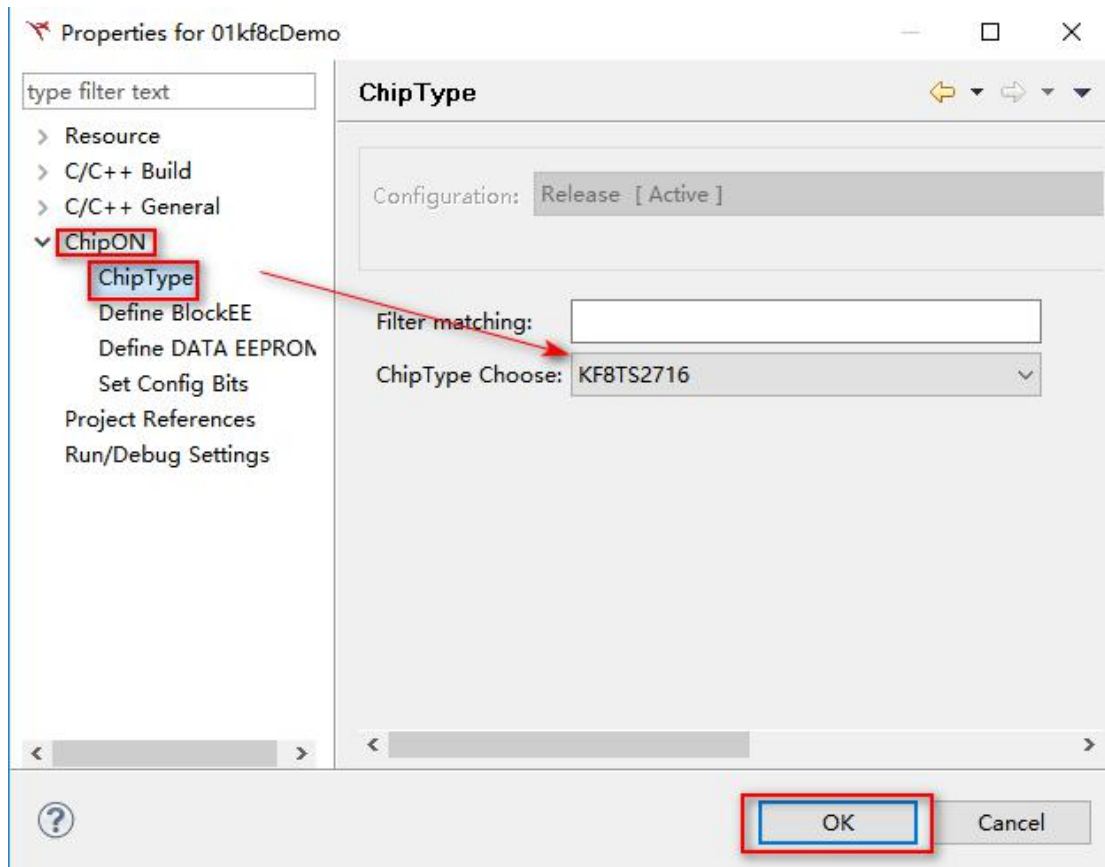 Properties for 01kf8cDemo
type filter text
Resource
C/C++ Build
C/C++ General
ChipON
ChipType
Define BlockEE
Define DATA EEPROM
Set Config Bits
Project References
Run/Debug Settings
ChipType
Configuration: Release [ Active ]
Filter matching:
ChipType Choose: KF8TS2716
OK Cancel